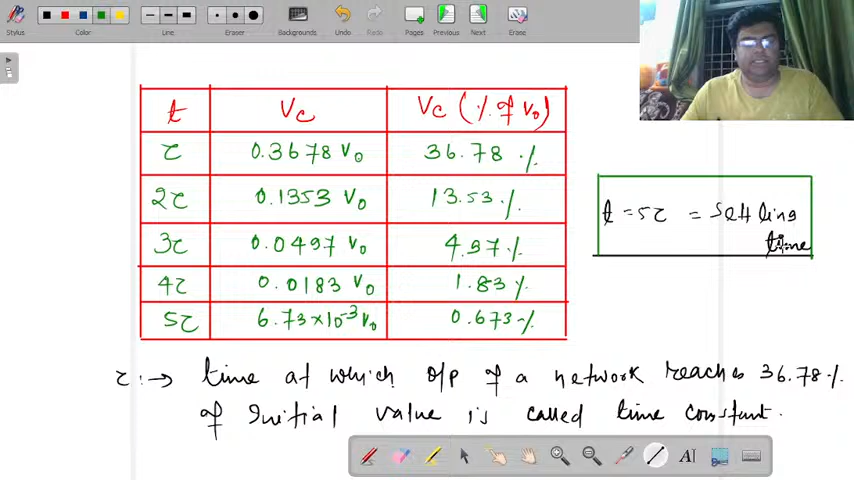 Stylus
Color
Line
Eraser
Backgrounds
Undo
Redo
Pages
Previous
Next
Erase
t Vc Vc (% of V₀)
τ 0.3678 V₀ 36.78 %
2τ 0.1353 V₀ 13.53 %
3τ 0.0497 V₀ 4.97 %
4τ 0.0183 V₀ 1.83 %
5τ 6.73×10⁻³ V₀ 0.673 %
t = 5τ = Settling
time
τ :→ time at which o/p of a network reaches 36.78 %
of Initial value is called time constant.